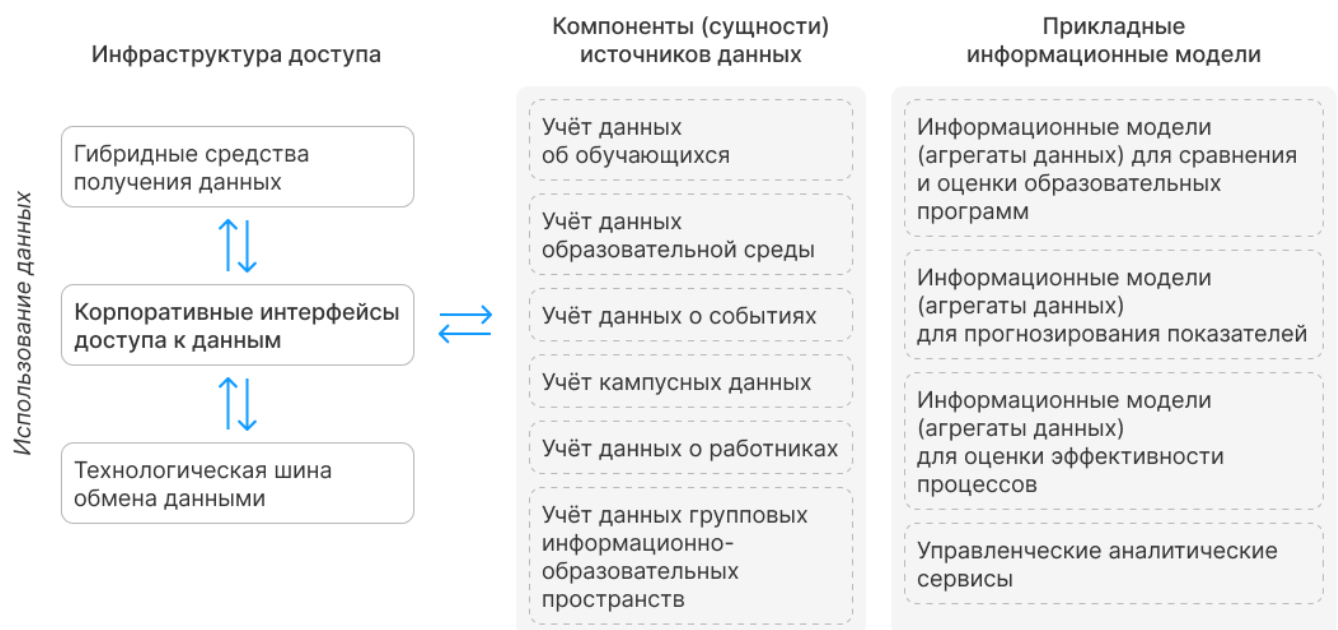 Инфраструктура доступа
Компоненты (сущности)
источников данных
Прикладные
информационные модели
Использование данных
Гибридные средства
получения данных
Корпоративные интерфейсы
доступа к данным
Технологическая шина
обмена данными
Учёт данных
об обучающихся
Учёт данных
образовательной среды
Учёт данных о событиях
Учёт кампусных данных
Учёт данных о работниках
Учёт данных групповых
информационно-
образовательных
пространств
Информационные модели
(агрегаты данных) для сравнения
и оценки образовательных
программ
Информационные модели
(агрегаты данных)
для прогнозирования показателей
Информационные модели
(агрегаты данных)
для оценки эффективности
процессов
Управленческие аналитические
сервисы